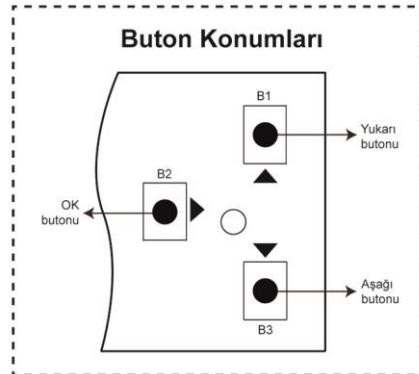 Buton Konumları
B1
Yukarı
butonu
B2
OK
butonu
Aşağı
butonu
B3